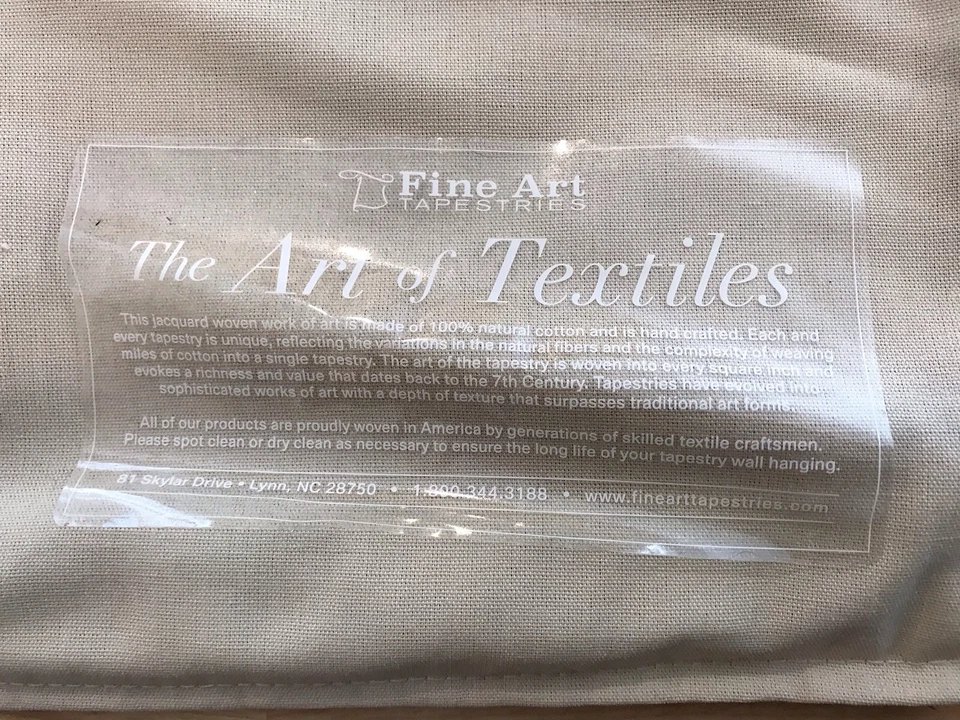 Fine Art
TAPESTRIES
The Art of Textiles
This jacquard woven work of art is made of 100% natural cotton and is hand crafted. Each and
every tapestry is unique, reflecting the variations in the natural fibers and the complexity of weaving
miles of cotton into a single tapestry. The art of the tapestry is woven into every square inch and
evokes a richness and value that dates back to the 7th Century. Tapestries have evolved into
sophisticated works of art with a depth of texture that surpasses traditional art forms.
All of our products are proudly woven in America by generations of skilled textile craftsmen.
Please spot clean or dry clean as necessary to ensure the long life of your tapestry wall hanging.
81 Skylar Drive • Lynn, NC 28750 • 1.800.344.3188 • www.finearttapestries.com